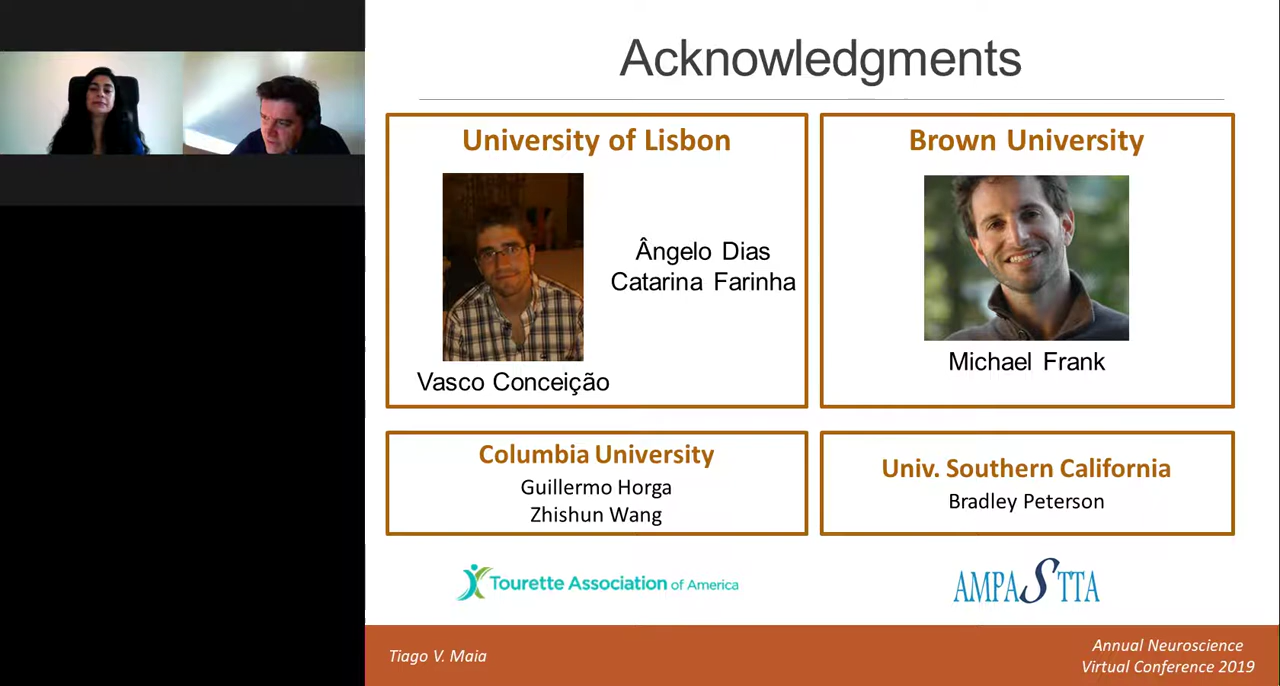 Acknowledgments
University of Lisbon
Ângelo Dias
Catarina Farinha
Vasco Conceição
Brown University
Michael Frank
Columbia University
Guillermo Horga
Zhishun Wang
Univ. Southern California
Bradley Peterson
Tourette Association of America
AMPASTTA
Tiago V. Maia
Annual Neuroscience
Virtual Conference 2019